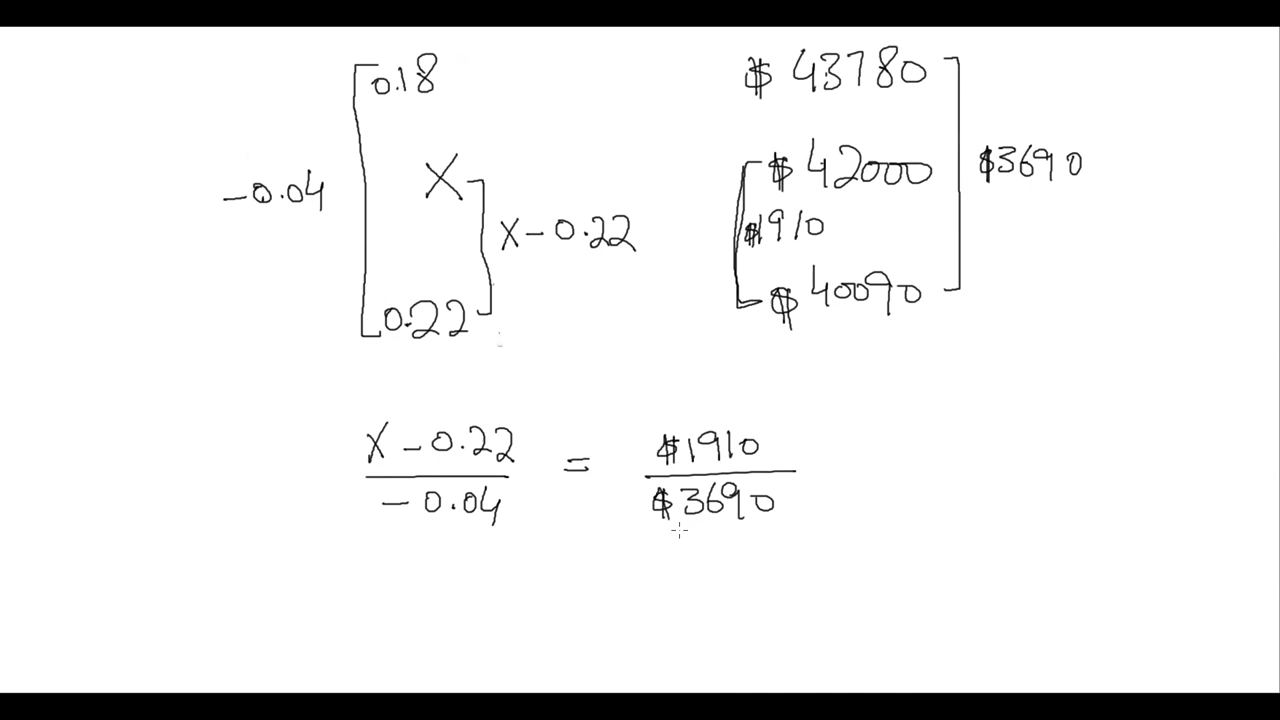 0.18 $ 43780
-0.04 X $ 42000 $3690
X - 0.22 $1910
0.22 $ 40090
X - 0.22 = $1910
- 0.04 $3690